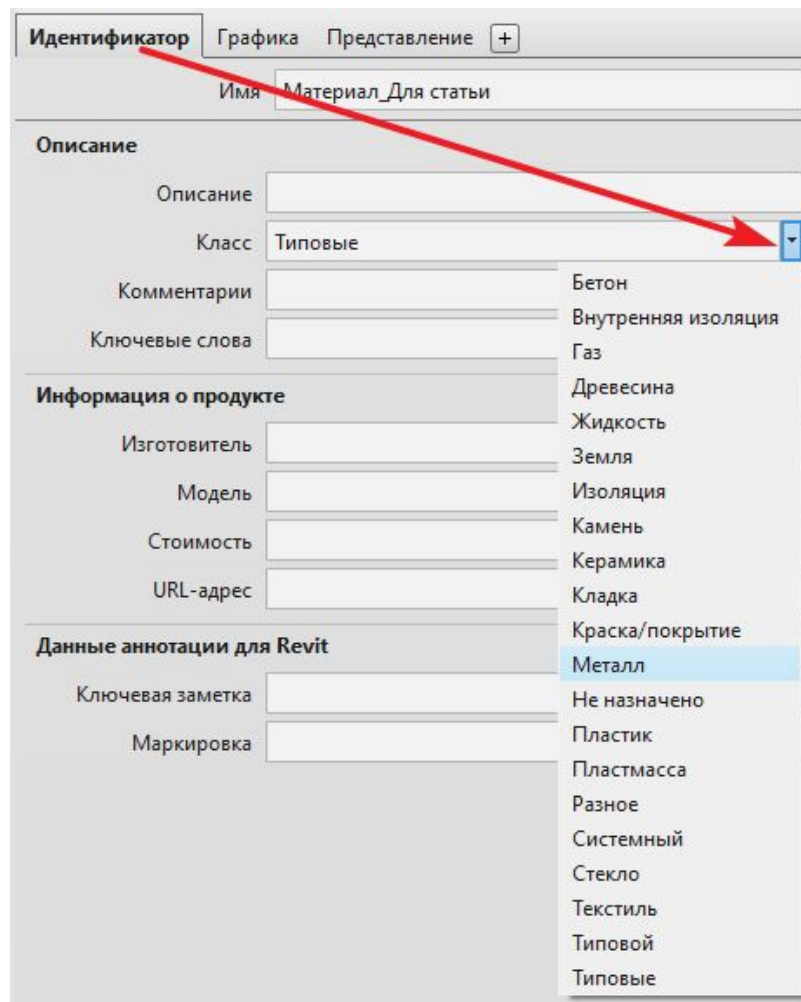 Идентификатор Графика Представление +
Имя Материал_Для статьи
Описание
Описание
Класс Типовые
Комментарии
Ключевые слова
Информация о продукте
Изготовитель
Модель
Стоимость
URL-адрес
Данные аннотации для Revit
Ключевая заметка
Маркировка
Бетон
Внутренняя изоляция
Газ
Древесина
Жидкость
Земля
Изоляция
Камень
Керамика
Кладка
Краска/покрытие
Металл
Не назначено
Пластик
Пластмасса
Разное
Системный
Стекло
Текстиль
Типовой
Типовые